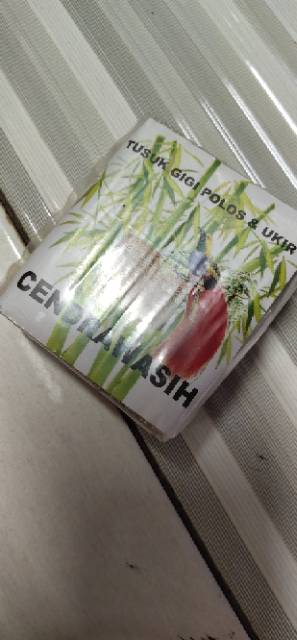 TUSUK GIGI POLOS & UKIR
CENDRAWASIH